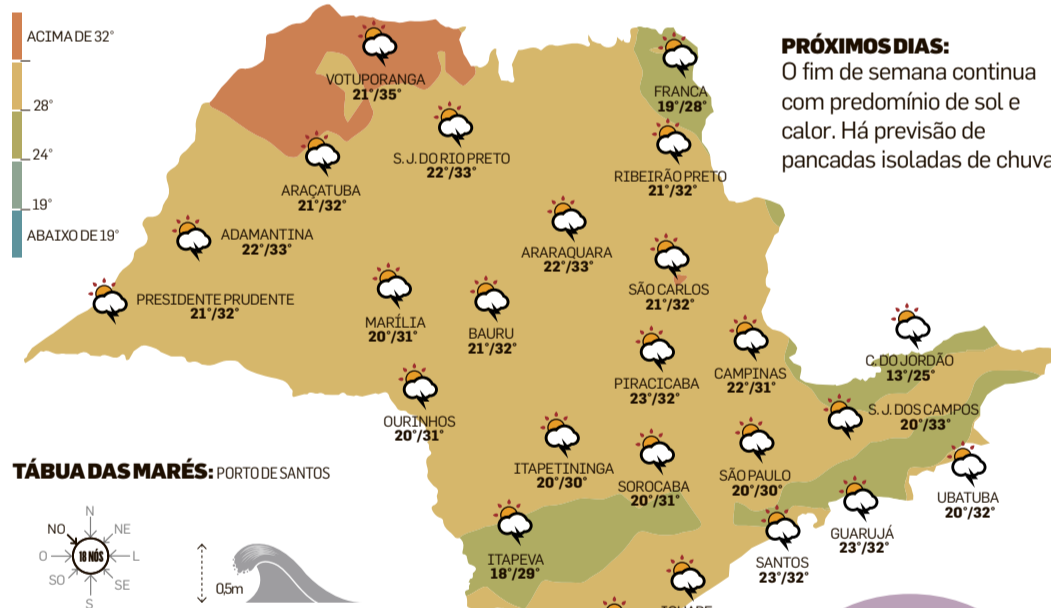 ACIMA DE 32°
28°
24°
19°
ABAIXO DE 19°
VOTUPORANGA
21°/35°
FRANCA
19°/28°
S. J. DO RIO PRETO
22°/33°
ARAÇATUBA
21°/32°
RIBEIRÃO PRETO
21°/32°
ADAMANTINA
22°/33°
ARARAQUARA
22°/33°
PRESIDENTE PRUDENTE
21°/32°
SÃO CARLOS
21°/32°
MARÍLIA
20°/31°
BAURU
21°/32°
PIRACICABA
23°/32°
CAMPINAS
22°/31°
C. DO JORDÃO
13°/25°
OURINHOS
20°/31°
S. J. DOS CAMPOS
20°/33°
ITAPETININGA
20°/30°
SOROCABA
20°/31°
SÃO PAULO
20°/30°
UBATUBA
20°/32°
GUARUJÁ
23°/32°
ITAPEVA
18°/29°
SANTOS
23°/32°
PRÓXIMOS DIAS:
O fim de semana continua
com predomínio de sol e
calor. Há previsão de
pancadas isoladas de chuva
TÁBUA DAS MARÉS: PORTO DE SANTOS
N
NO
NE
O
18 NÓS
L
SO
SE
S
0,5m